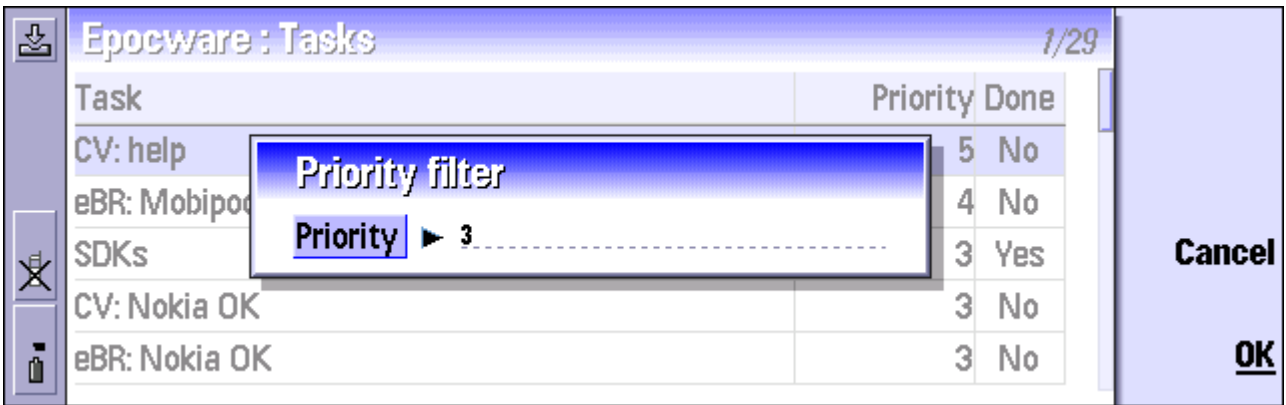 Epocware : Tasks 1/29
Task Priority Done
CV: help 5 No
Priority filter
eBR: Mobipoc 4 No
Priority 3
SDKs 3 Yes
Cancel
CV: Nokia OK 3 No
eBR: Nokia OK 3 No
OK